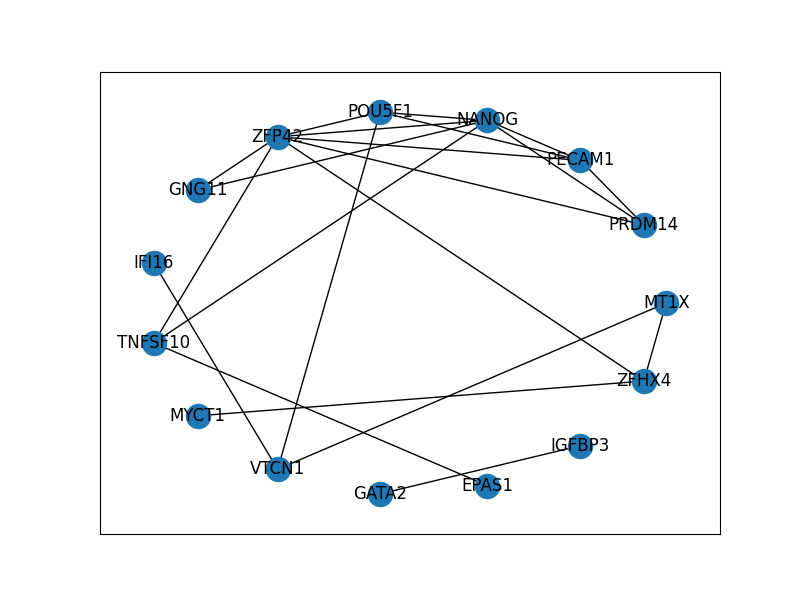 POU5F1
NANOG
ZFP42
PECAM1
GNG11
PRDM14
IFI16
MT1X
TNFSF10
ZFHX4
MYCT1
IGFBP3
VTCN1
EPAS1
GATA2